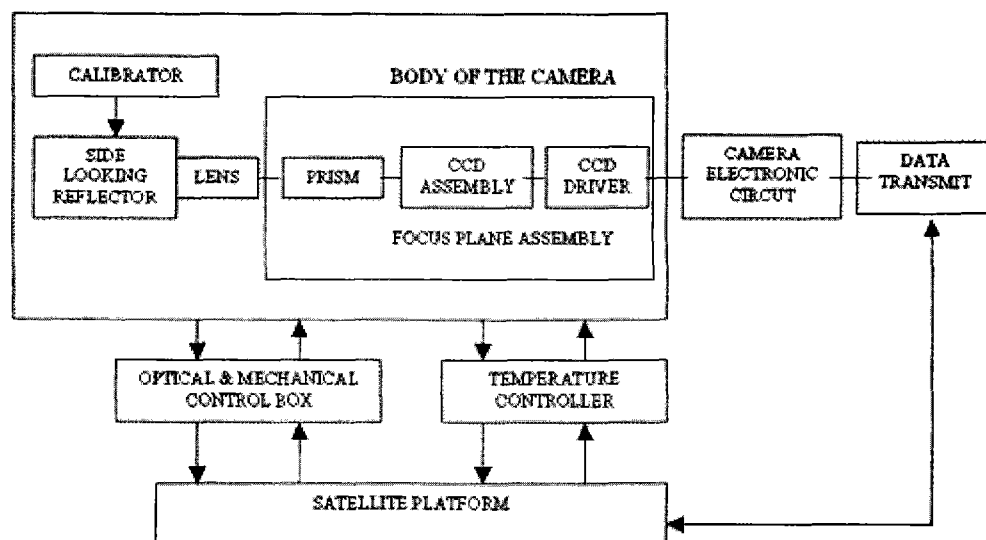 CALIBRATOR
BODY OF THE CAMERA
SIDE
LOOKING
REFLECTOR
LENS
PRISM
CCD
ASSEMBLY
CCD
DRIVER
FOCUS PLANE ASSEMBLY
CAMERA
ELECTRONIC
CIRCUT
DATA
TRANSMIT
OPTICAL & MECHANICAL
CONTROL BOX
TEMPERATURE
CONTROLLER
SATELLITE PLATFORM